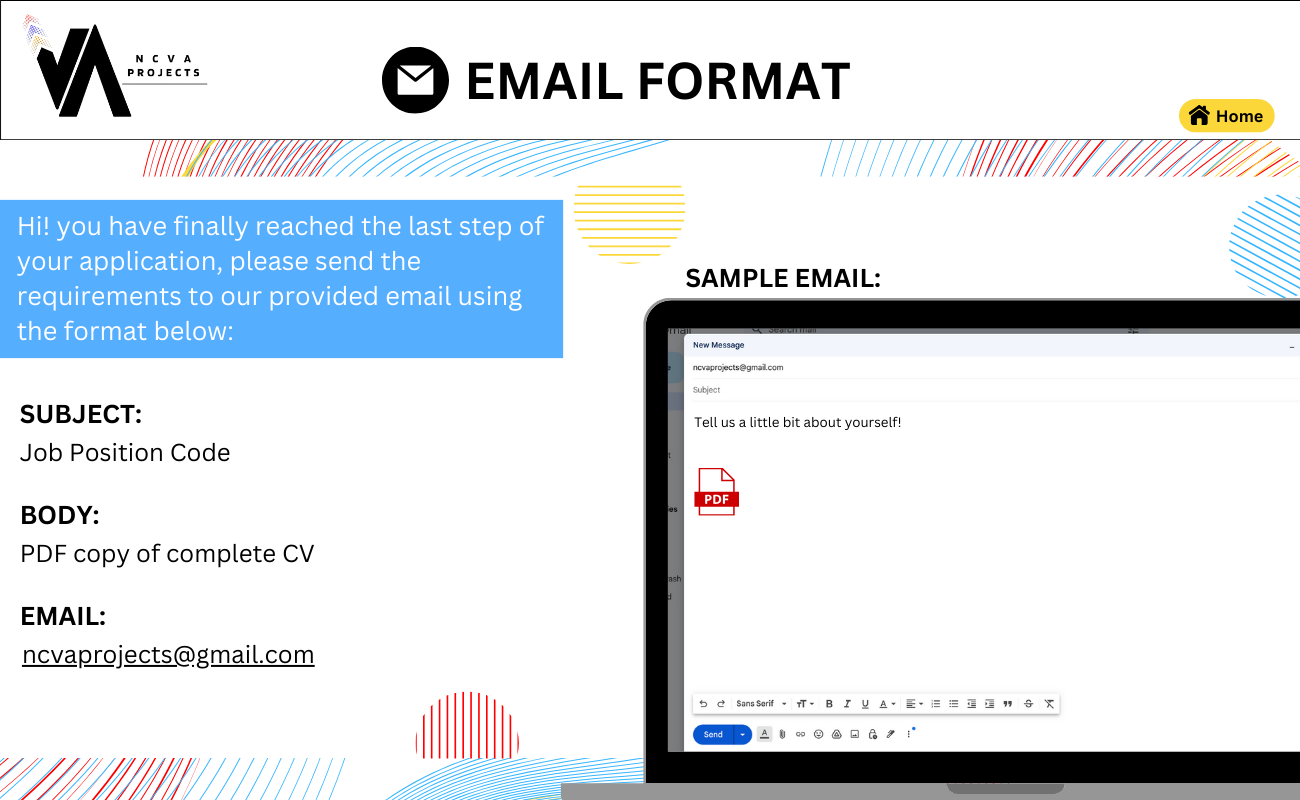 NCVA
PROJECTS
EMAIL FORMAT
Home
Hi! you have finally reached the last step of
your application, please send the
requirements to our provided email using
the format below:
SUBJECT:
Job Position Code
BODY:
PDF copy of complete CV
EMAIL:
ncvaprojects@gmail.com
SAMPLE EMAIL:
Search mail
New Message
ncvaprojects@gmail.com
Subject
Tell us a little bit about yourself!
PDF
Sans Serif
Send